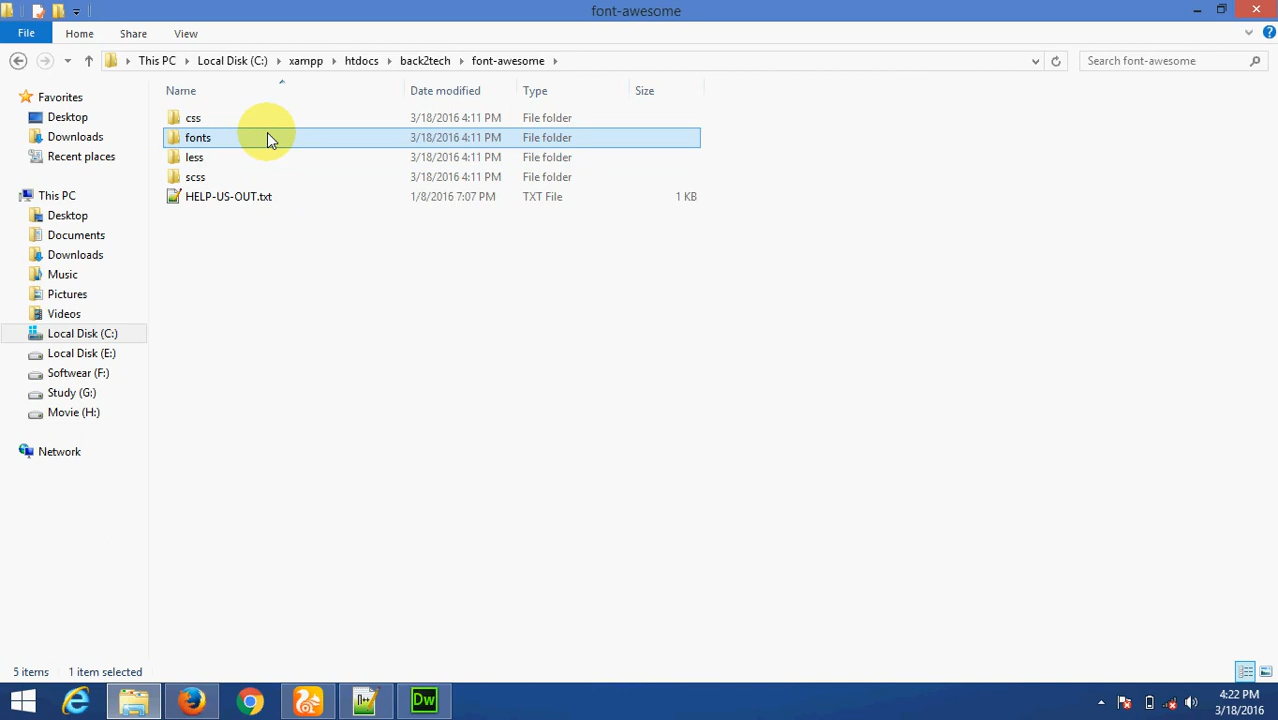 font-awesome
File Home Share View
This PC Local Disk (C:) xampp htdocs back2tech font-awesome Search font-awesome
Name Date modified Type Size
Favorites
Desktop
Downloads
Recent places
This PC
Desktop
Documents
Downloads
Music
Pictures
Videos
Local Disk (C:)
Local Disk (E:)
Softwear (F:)
Study (G:)
Movie (H:)
Network
css 3/18/2016 4:11 PM File folder
fonts 3/18/2016 4:11 PM File folder
less 3/18/2016 4:11 PM File folder
scss 3/18/2016 4:11 PM File folder
HELP-US-OUT.txt 1/8/2016 7:07 PM TXT File 1 KB
5 items 1 item selected
Dw
4:22 PM
3/18/2016